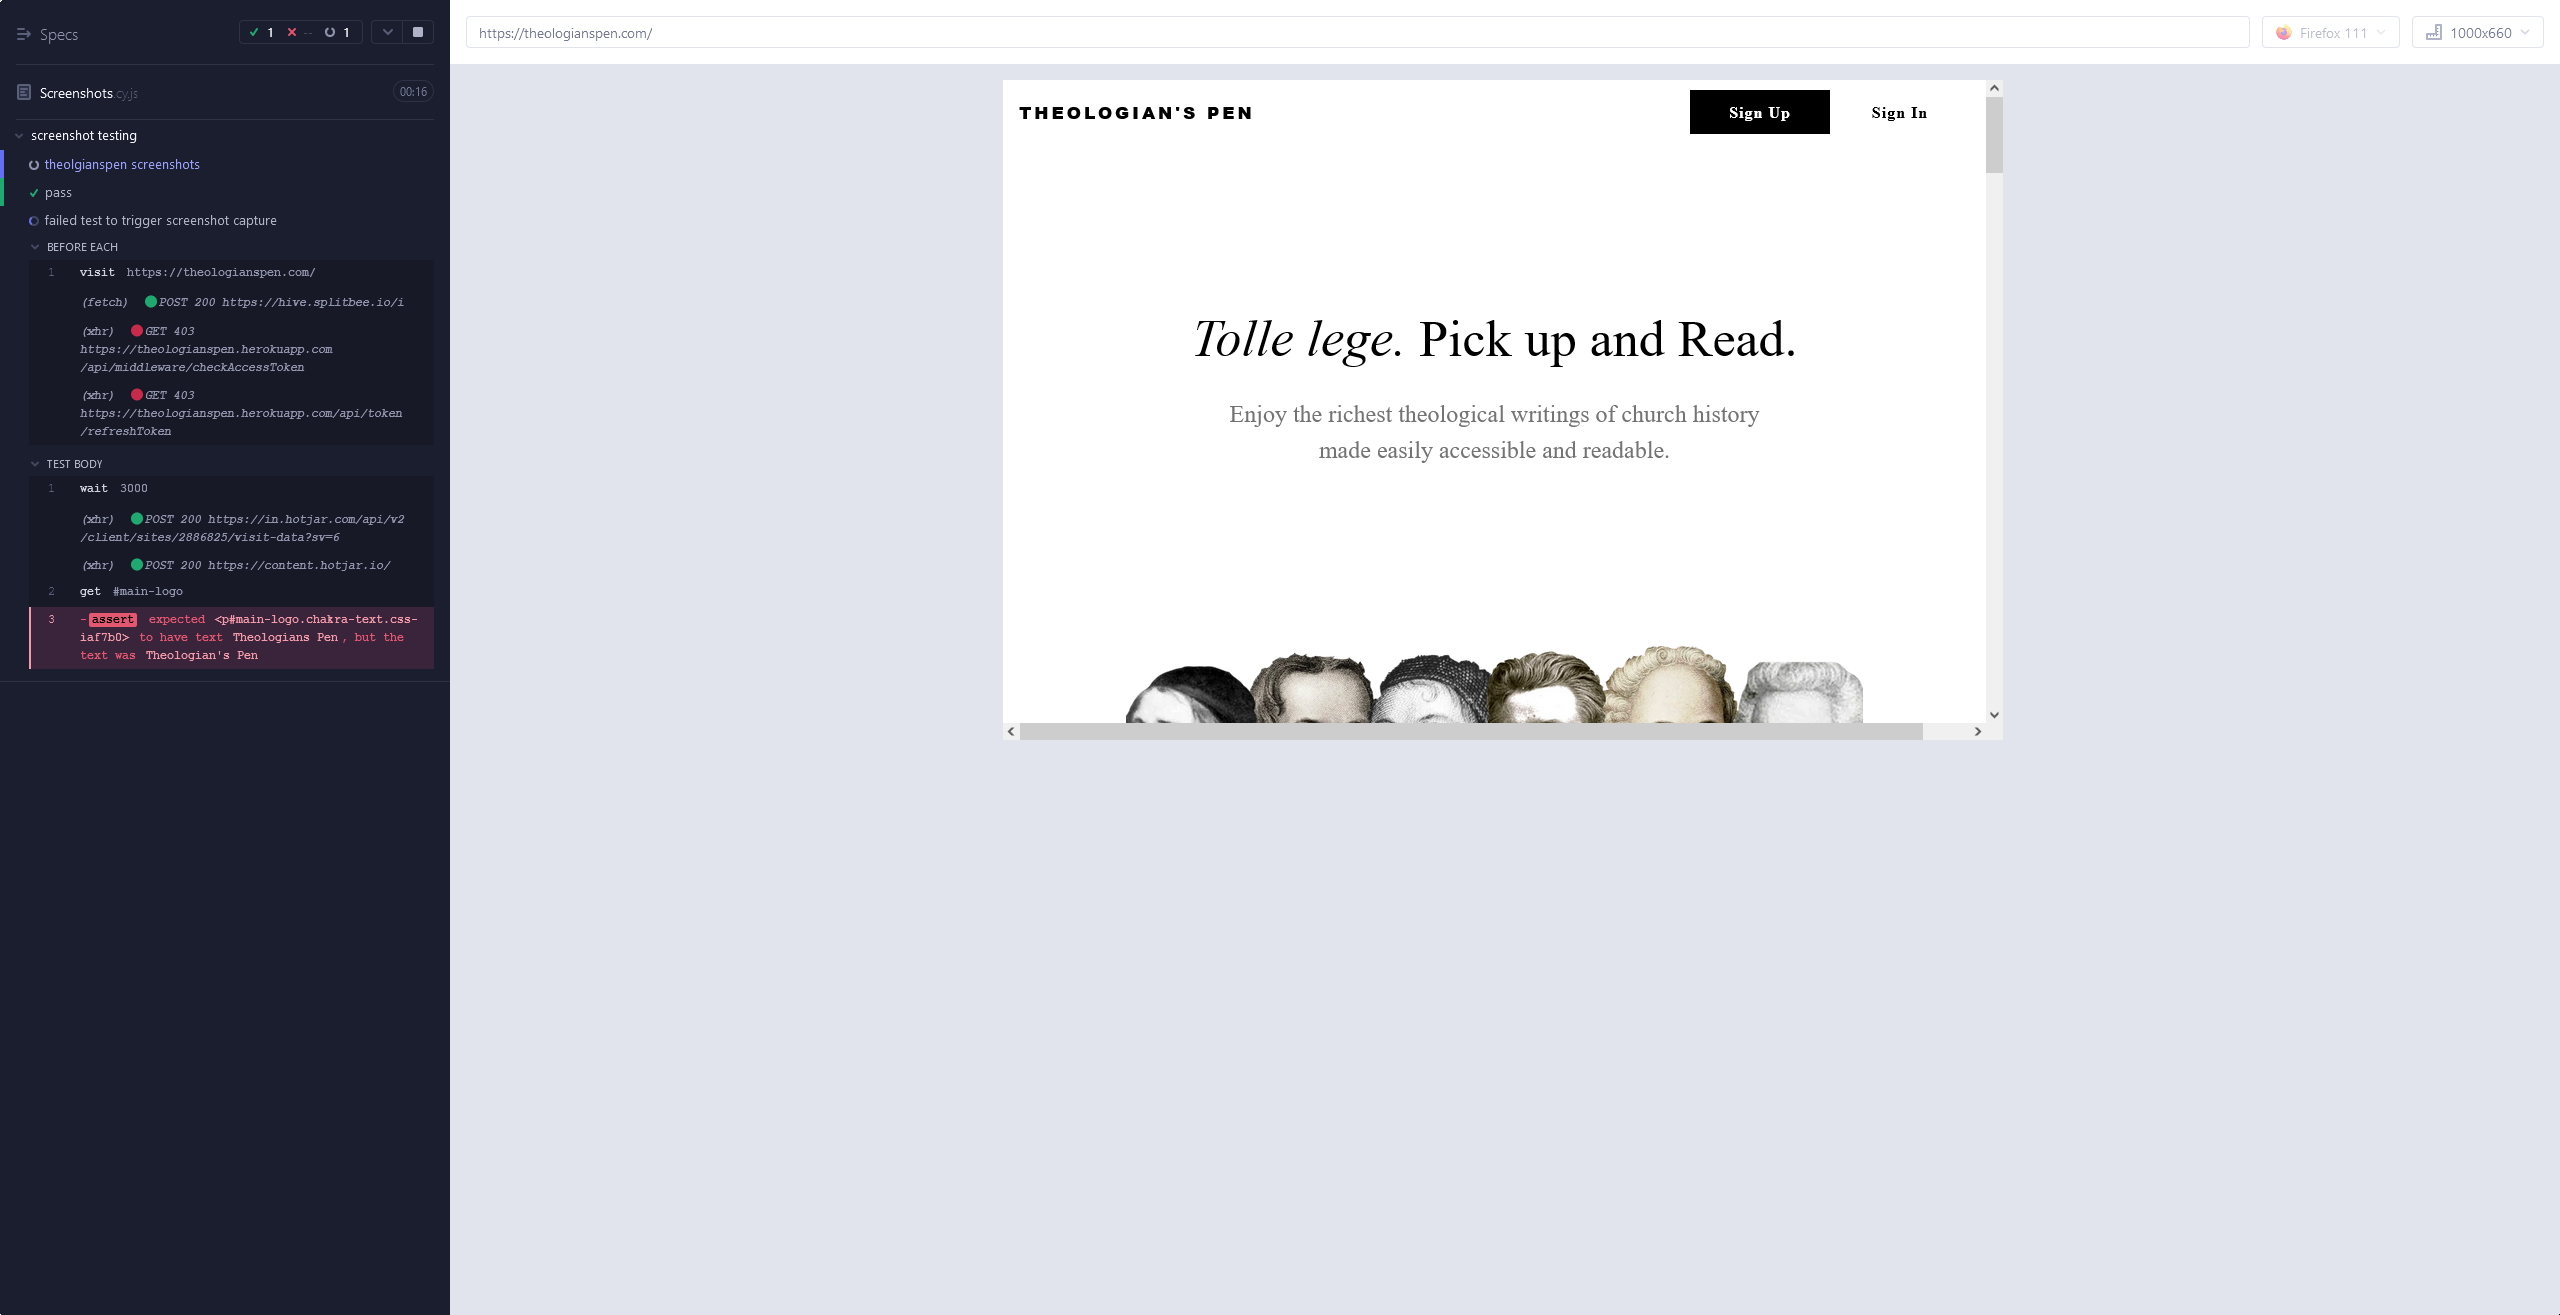 Specs
1 -- 1
Screenshots.cy.js 00:16
screenshot testing
theolgianspen screenshots
pass
failed test to trigger screenshot capture
BEFORE EACH
1 visit https://theologianspen.com/
(fetch) POST 200 https://hive.splitbee.io/i
(xhr) GET 403
https://theologianspen.herokuapp.com
/api/middleware/checkAccessToken
(xhr) GET 403
https://theologianspen.herokuapp.com/api/token
/refreshToken
TEST BODY
1 wait 3000
(xhr) POST 200 https://in.hotjar.com/api/v2
/client/sites/2886825/visit-data?sv=6
(xhr) POST 200 https://content.hotjar.io/
2 get #main-logo
3 -assert expected <p#main-logo.chakra-text.css-
iaf7b0> to have text Theologians Pen, but the
text was Theologian's Pen
https://theologianspen.com/
Firefox 111
1000x660
THEOLOGIAN'S PEN
Sign Up
Sign In
Tolle lege. Pick up and Read.
Enjoy the richest theological writings of church history
made easily accessible and readable.